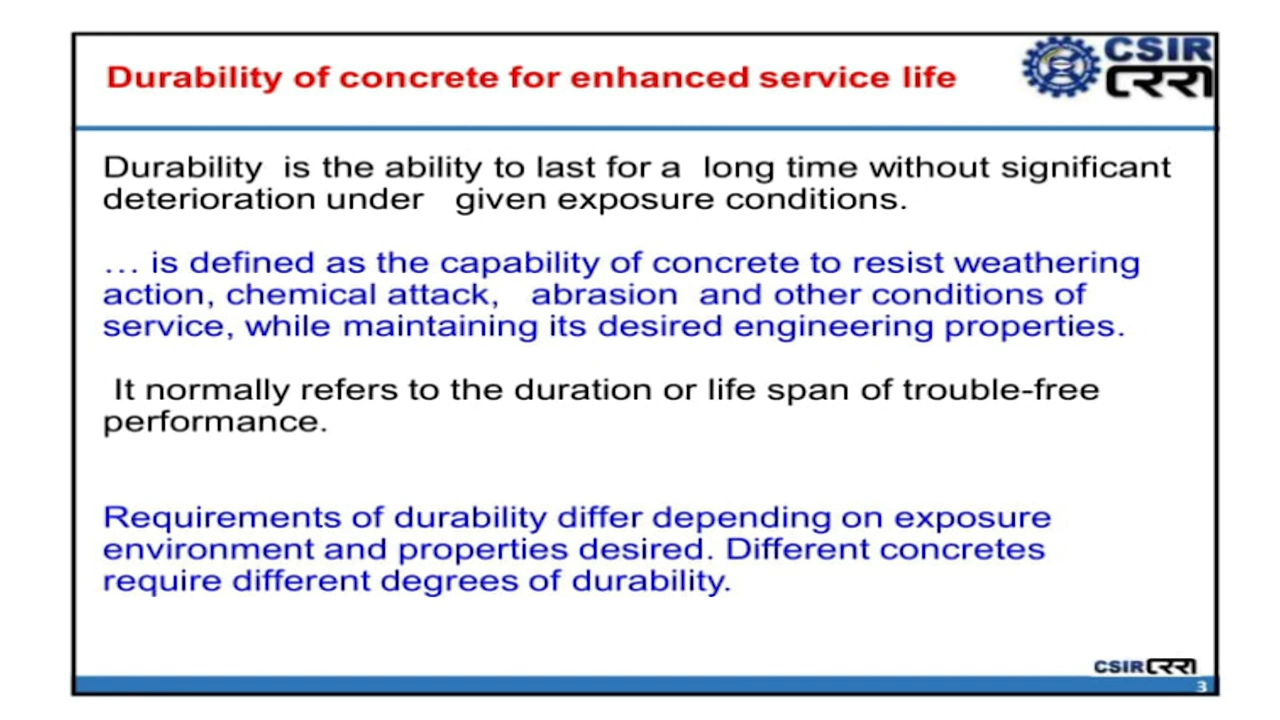 CSIR
Durability of concrete for enhanced service life
Durability is the ability to last for a long time without significant
deterioration under given exposure conditions.
... is defined as the capability of concrete to resist weathering
action, chemical attack, abrasion and other conditions of
service, while maintaining its desired engineering properties.
It normally refers to the duration or life span of trouble-free
performance.
Requirements of durability differ depending on exposure
environment and properties desired. Different concretes
require different degrees of durability.
CSIR
3